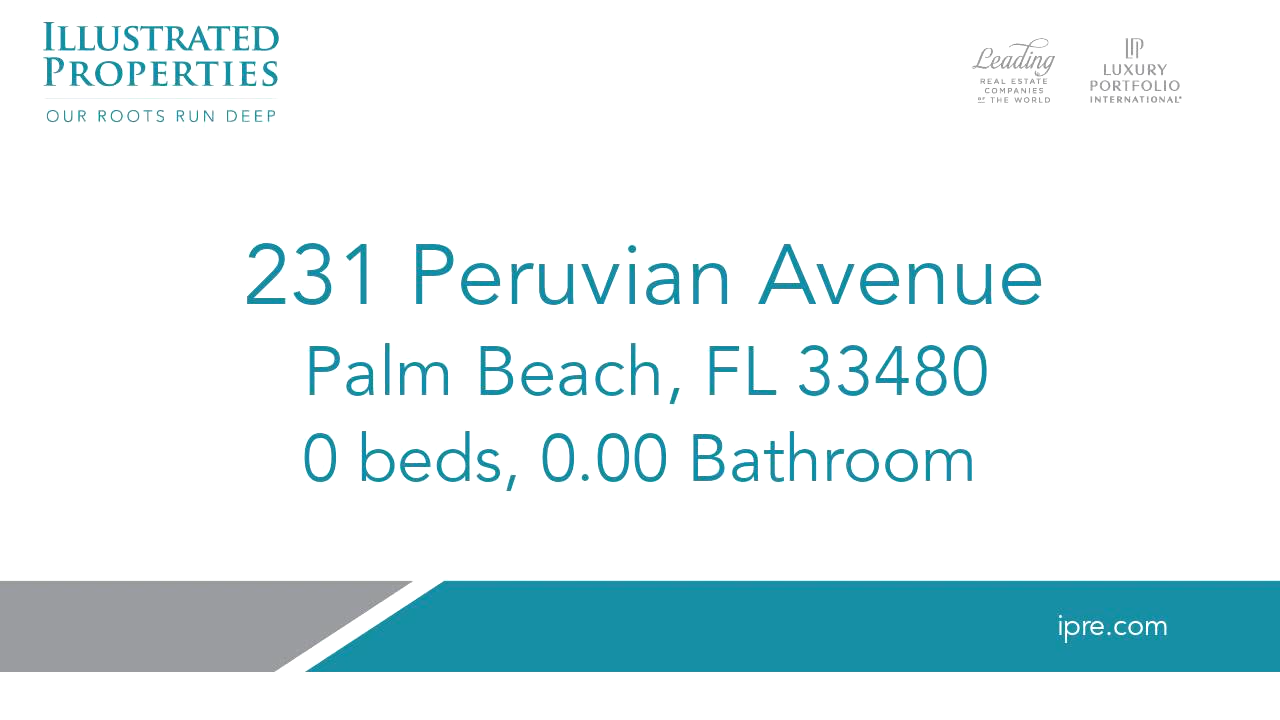 ILLUSTRATED
PROPERTIES
OUR ROOTS RUN DEEP
Leading
REAL ESTATE
COMPANIES
OF THE WORLD
LP
LUXURY
PORTFOLIO
INTERNATIONAL®
231 Peruvian Avenue
Palm Beach, FL 33480
0 beds, 0.00 Bathroom
ipre.com